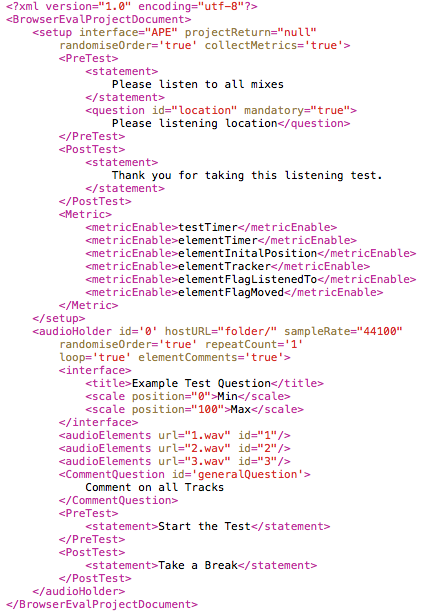 <?xml version="1.0" encoding="utf-8"?>
<BrowserEvalProjectDocument>
<setup interface="APE" projectReturn="null"
randomiseOrder='true' collectMetrics='true'>
<PreTest>
<statement>
Please listen to all mixes
</statement>
<question id="location" mandatory="true">
Please listening location</question>
</PreTest>
<PostTest>
<statement>
Thank you for taking this listening test.
</statement>
</PostTest>
<Metric>
<metricEnable>testTimer</metricEnable>
<metricEnable>elementTimer</metricEnable>
<metricEnable>elementInitalPosition</metricEnable>
<metricEnable>elementTracker</metricEnable>
<metricEnable>elementFlagListenedTo</metricEnable>
<metricEnable>elementFlagMoved</metricEnable>
</Metric>
</setup>
<audioHolder id='0' hostURL="folder/" sampleRate="44100"
randomiseOrder='true' repeatCount='1'
loop='true' elementComments='true'>
<interface>
<title>Example Test Question</title>
<scale position="0">Min</scale>
<scale position="100">Max</scale>
</interface>
<audioElements url="1.wav" id="1"/>
<audioElements url="2.wav" id="2"/>
<audioElements url="3.wav" id="3"/>
<CommentQuestion id='generalQuestion'>
Comment on all Tracks
</CommentQuestion>
<PreTest>
<statement>Start the Test</statement>
</PreTest>
<PostTest>
<statement>Take a Break</statement>
</PostTest>
</audioHolder>
</BrowserEvalProjectDocument>